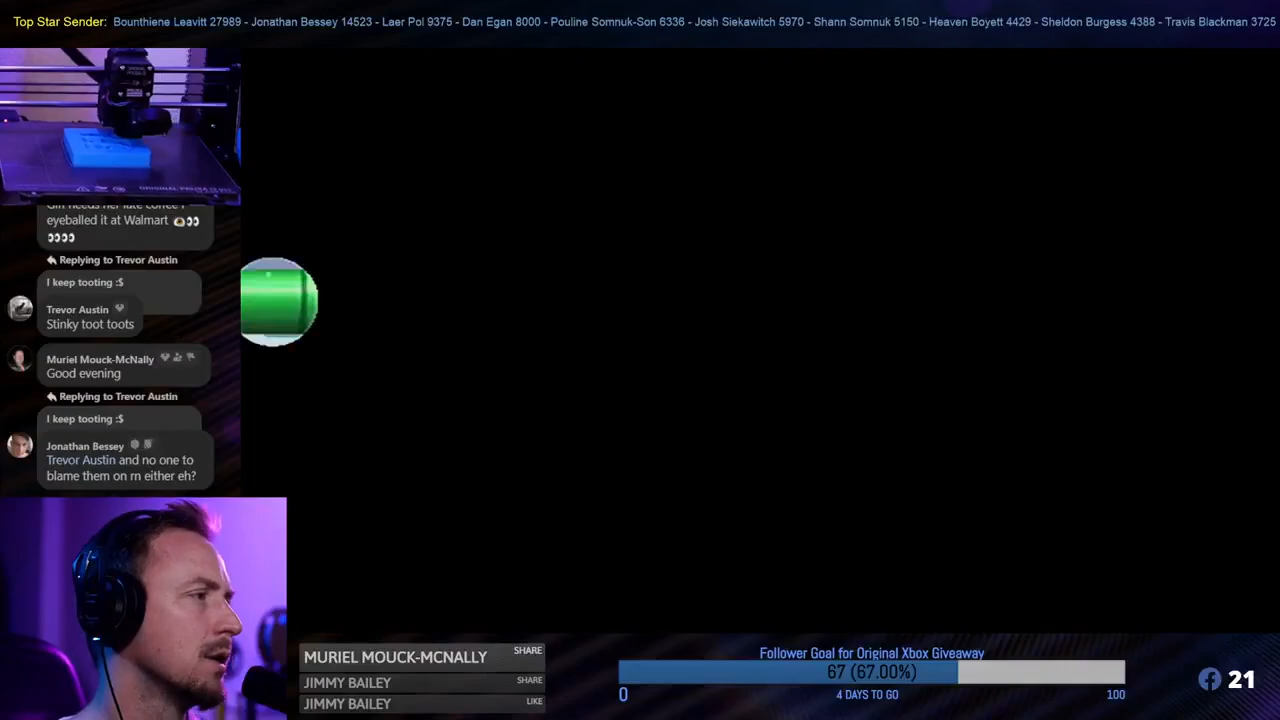 Top Star Sender: Bounthiene Leavitt 27989 - Jonathan Bessey 14523 - Laer Pol 9375 - Dan Egan 8000 - Pouline Somnuk-Son 6336 - Josh Siekawitch 5970 - Shann Somnuk 5150 - Heaven Boyett 4429 - Sheldon Burgess 4388 - Travis Blackman 3725
ORIGINAL PRUSA
eyeballed it at Walmart
Replying to Trevor Austin
I keep tooting :$
Trevor Austin
Stinky toot toots
Muriel Mouck-McNally
Good evening
Replying to Trevor Austin
I keep tooting :$
Jonathan Bessey
Trevor Austin and no one to
blame them on rn either eh?
MURIEL MOUCK-MCNALLY SHARE
JIMMY BAILEY SHARE
JIMMY BAILEY LIKE
Follower Goal for Original Xbox Giveaway
67 (67.00%)
0 4 DAYS TO GO 100
21